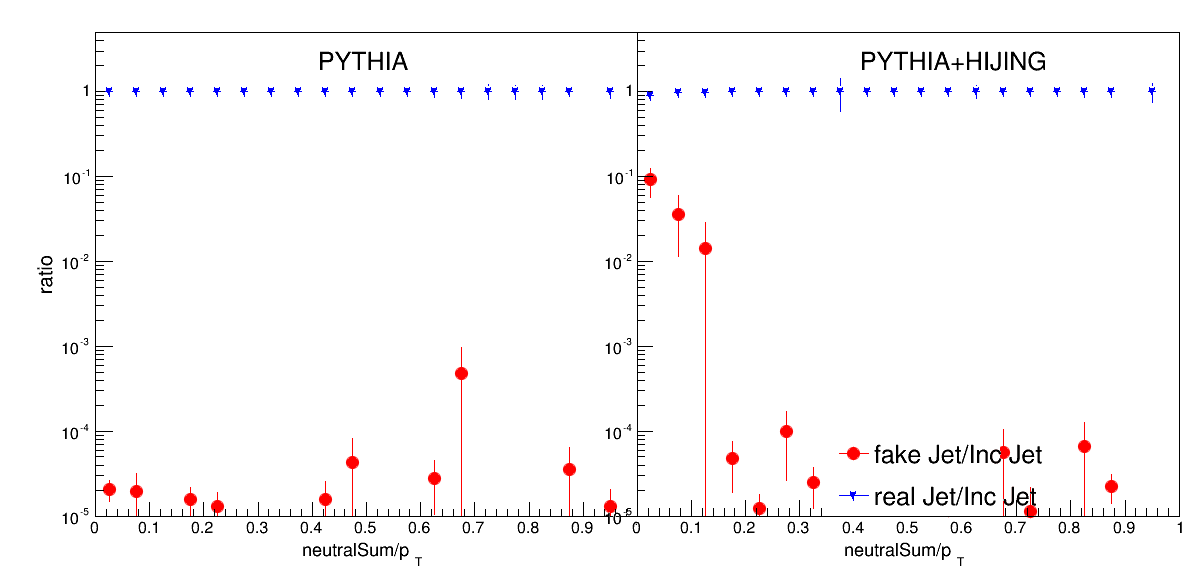 PYTHIA
PYTHIA+HIJING
ratio
1
10-1
10-2
10-3
10-4
10-5
1
10-1
10-2
10-3
10-4
10-5
fake Jet/Inc Jet
real Jet/Inc Jet
0 0.1 0.2 0.3 0.4 0.5 0.6 0.7 0.8 0.9
0 0.1 0.2 0.3 0.4 0.5 0.6 0.7 0.8 0.9 1
neutralSum/p T
neutralSum/p T